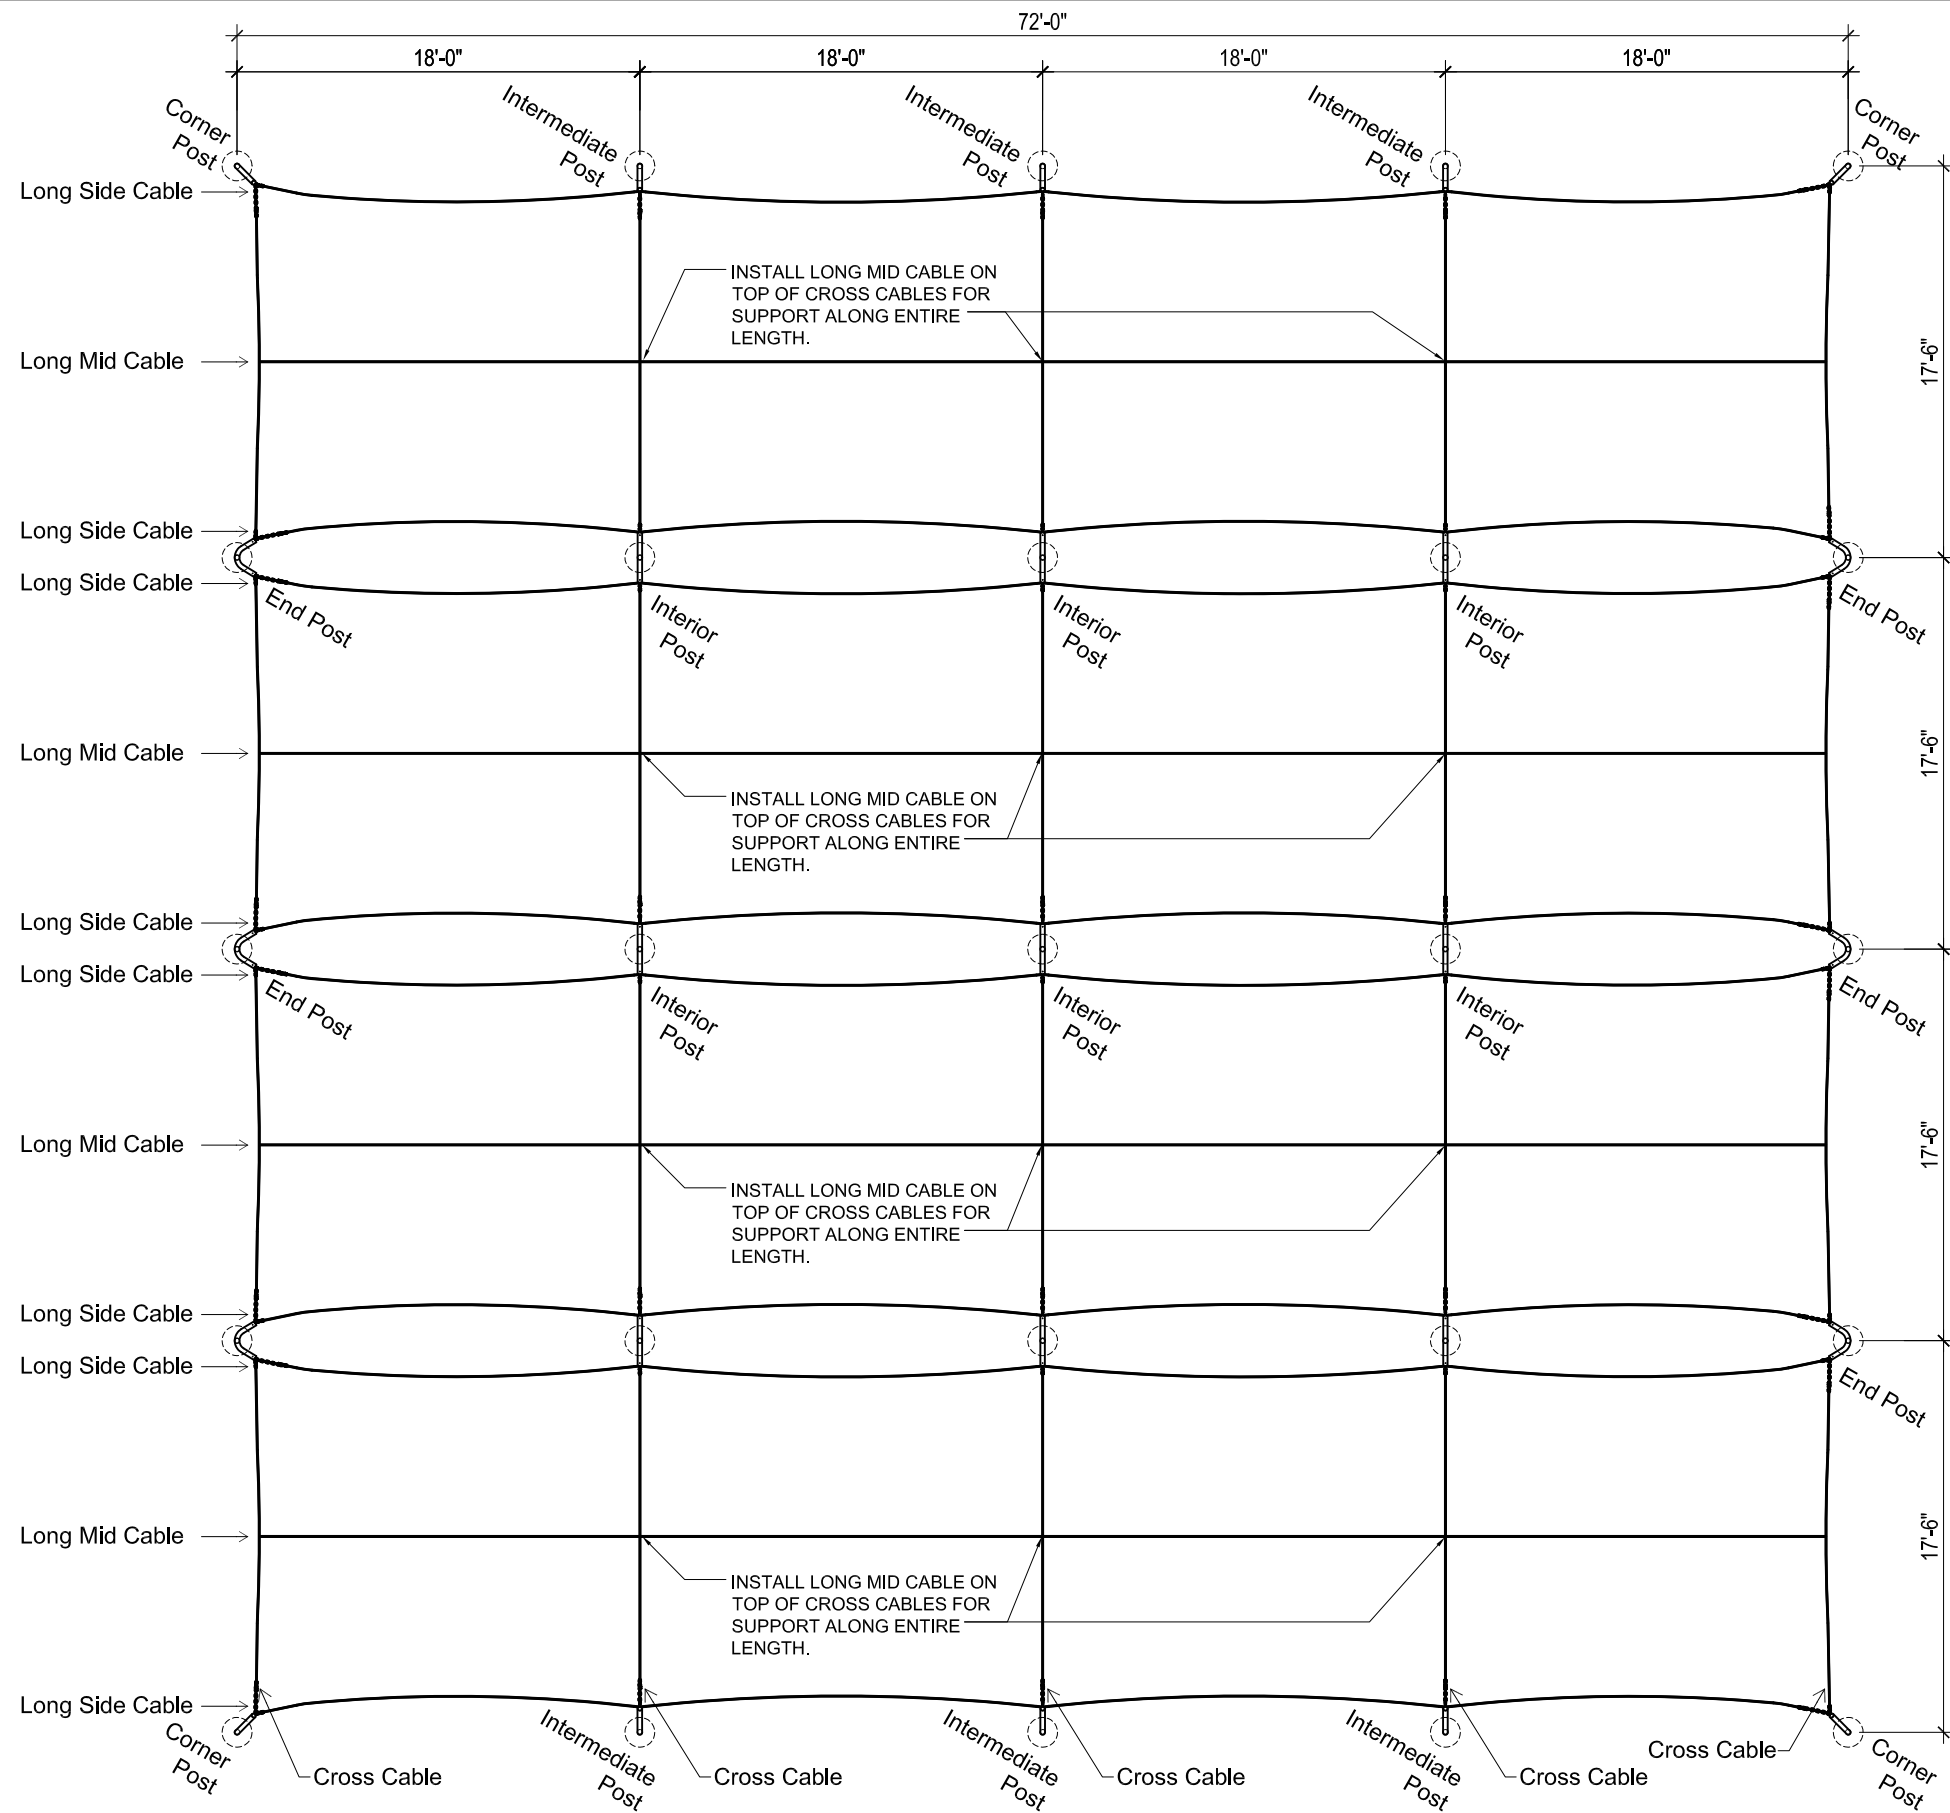 72'-0"
18'-0"
18'-0"
18'-0"
18'-0"
Corner
Post
Intermediate
Post
Intermediate
Post
Intermediate
Post
Corner
Post
Long Side Cable
INSTALL LONG MID CABLE ON
TOP OF CROSS CABLES FOR
SUPPORT ALONG ENTIRE
LENGTH.
Long Mid Cable
17'-6"
Long Side Cable
Long Side Cable
End Post
Interior
Post
Interior
Post
Interior
Post
End Post
Long Mid Cable
17'-6"
INSTALL LONG MID CABLE ON
TOP OF CROSS CABLES FOR
SUPPORT ALONG ENTIRE
LENGTH.
Long Side Cable
Long Side Cable
End Post
Interior
Post
Interior
Post
Interior
Post
End Post
Long Mid Cable
17'-6"
INSTALL LONG MID CABLE ON
TOP OF CROSS CABLES FOR
SUPPORT ALONG ENTIRE
LENGTH.
Long Side Cable
Long Side Cable
End Post
Long Mid Cable
17'-6"
INSTALL LONG MID CABLE ON
TOP OF CROSS CABLES FOR
SUPPORT ALONG ENTIRE
LENGTH.
Long Side Cable
Corner
Post
Cross Cable
Intermediate
Post
Cross Cable
Intermediate
Post
Cross Cable
Intermediate
Post
Cross Cable
Cross Cable
Corner
Post